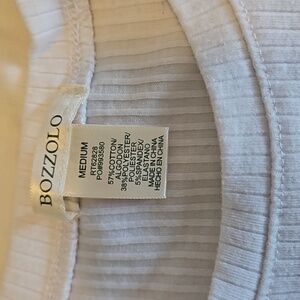 BOZZOLO
MEDIUM
RT62828
PO#993580
57%COTTON/
ALGODON
38%POLYESTER/
POLIESTER
5%SPANDEX/
ELASTANO
MADE IN CHINA
HECHO EN CHINA